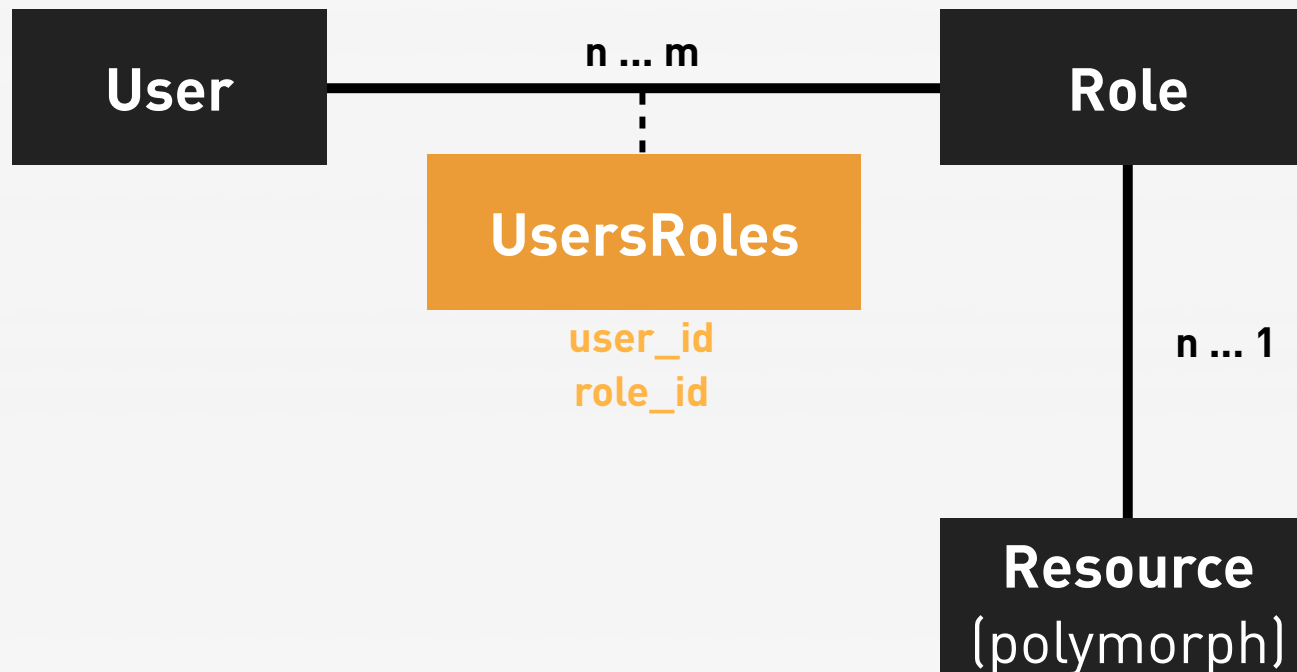 n ... m
User
Role
UsersRoles
user_id
role_id
n ... 1
Resource
(polymorph)